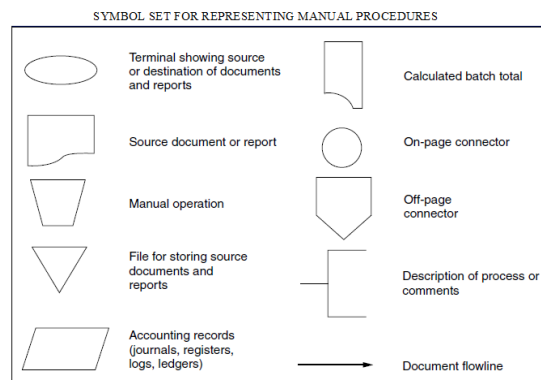 SYMBOL SET FOR REPRESENTING MANUAL PROCEDURES
Terminal showing source
or destination of documents
and reports
Source document or report
Manual operation
File for storing source
documents and
reports
Accounting records
(journals, registers,
logs, ledgers)
Calculated batch total
On-page connector
Off-page
connector
Description of process or
comments
Document flowline